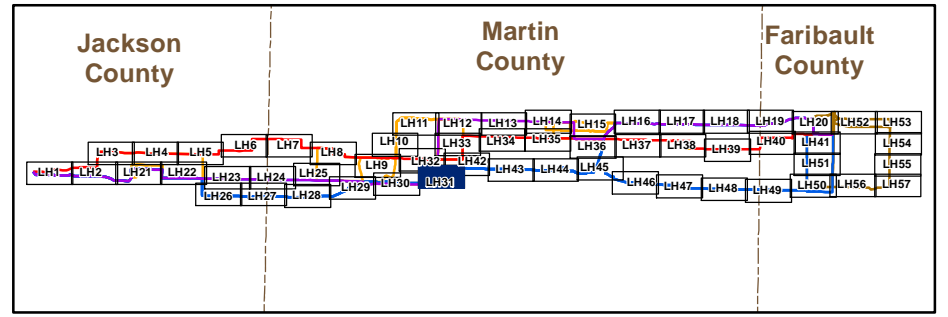 Jackson
County
Martin
County
Faribault
County
LH11 LH12 LH13 LH14 LH15 LH16 LH17 LH18 LH19 LH20 LH52 LH53
LH10 LH33 LH34 LH35 LH36 LH37 LH38 LH39 LH40 LH41 LH54
LH3 LH4 LH5 LH6 LH7 LH8
LH9 LH32 LH42 LH51 LH55
LH1 LH2 LH21 LH22 LH23 LH24 LH25 LH43 LH44 LH45
LH26 LH27 LH28 LH29 LH30 LH31 LH46 LH47 LH48 LH49 LH50 LH56 LH57